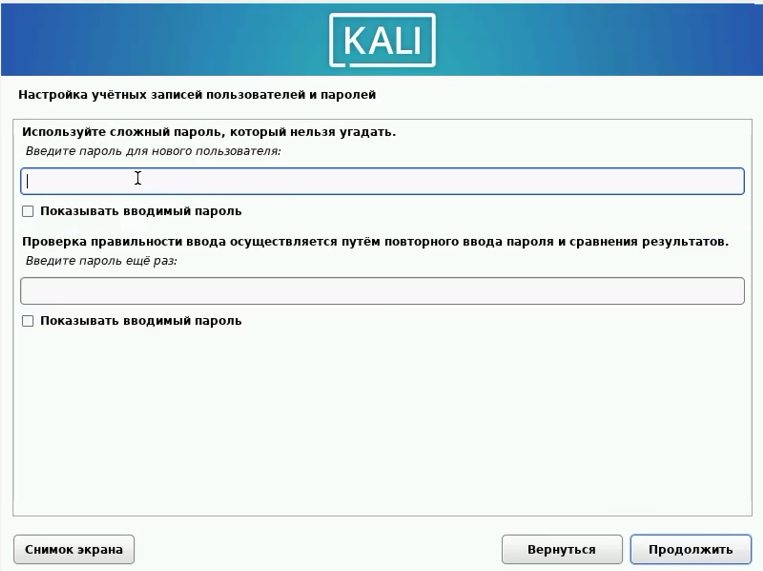 KALI
Настройка учётных записей пользователей и паролей
Используйте сложный пароль, который нельзя угадать.
Введите пароль для нового пользователя:
Показывать вводимый пароль
Проверка правильности ввода осуществляется путём повторного ввода пароля и сравнения результатов.
Введите пароль ещё раз:
Показывать вводимый пароль
Снимок экрана
Вернуться
Продолжить